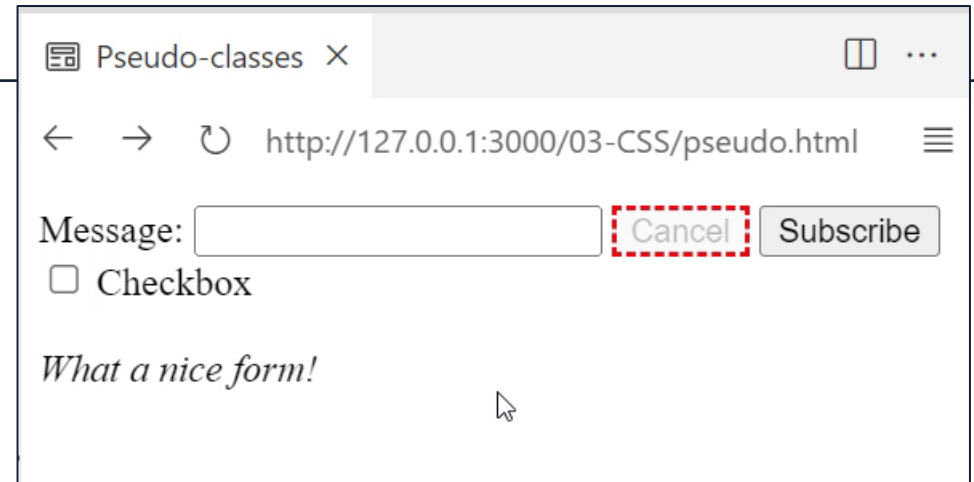 Pseudo-classes
http://127.0.0.1:3000/03-CSS/pseudo.html
Message: Cancel Subscribe
Checkbox
What a nice form!